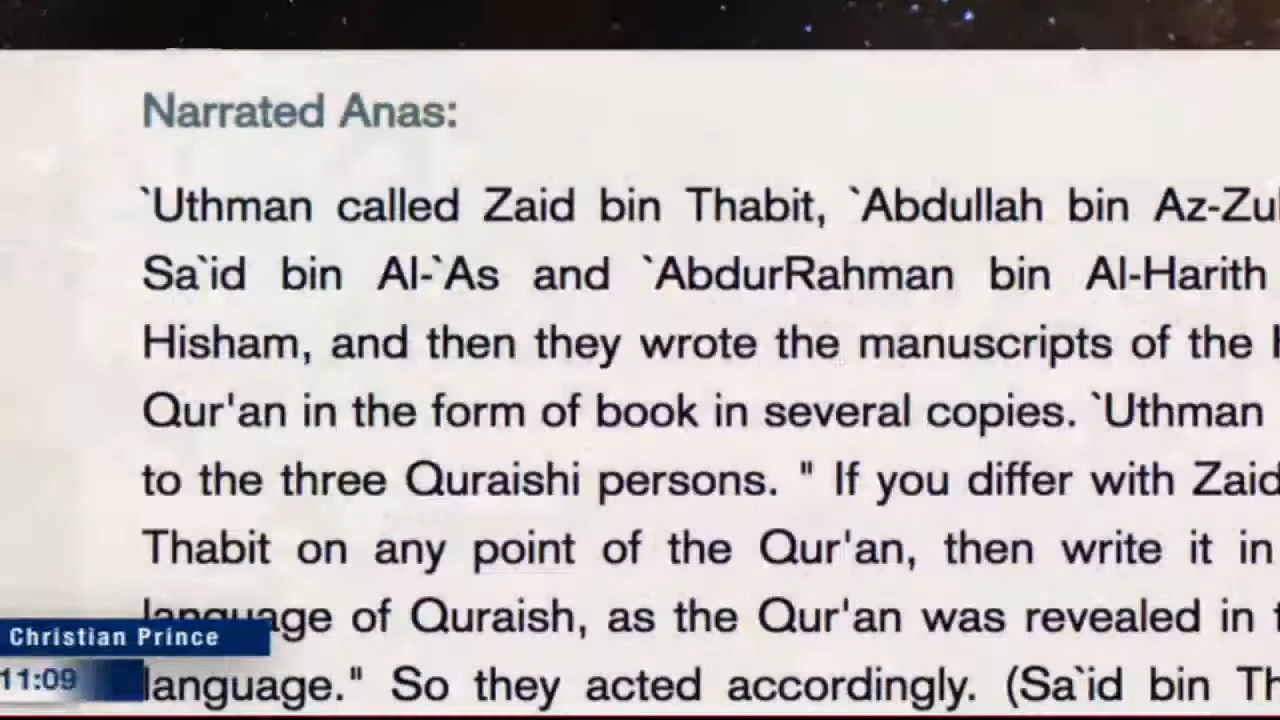 Narrated Anas:
`Uthman called Zaid bin Thabit, `Abdullah bin
Sa`id bin Al-`As and `AbdurRahman bin Al-Harith
Hisham, and then they wrote the manuscripts of the
Qur'an in the form of book in several copies. `Uthman
to the three Quraishi persons. " If you differ with Zaid
Thabit on any point of the Qur'an, then write it in
language of Quraish, as the Qur'an was revealed in
language." So they acted accordingly. (Sa`id bin
Christian Prince
11:09